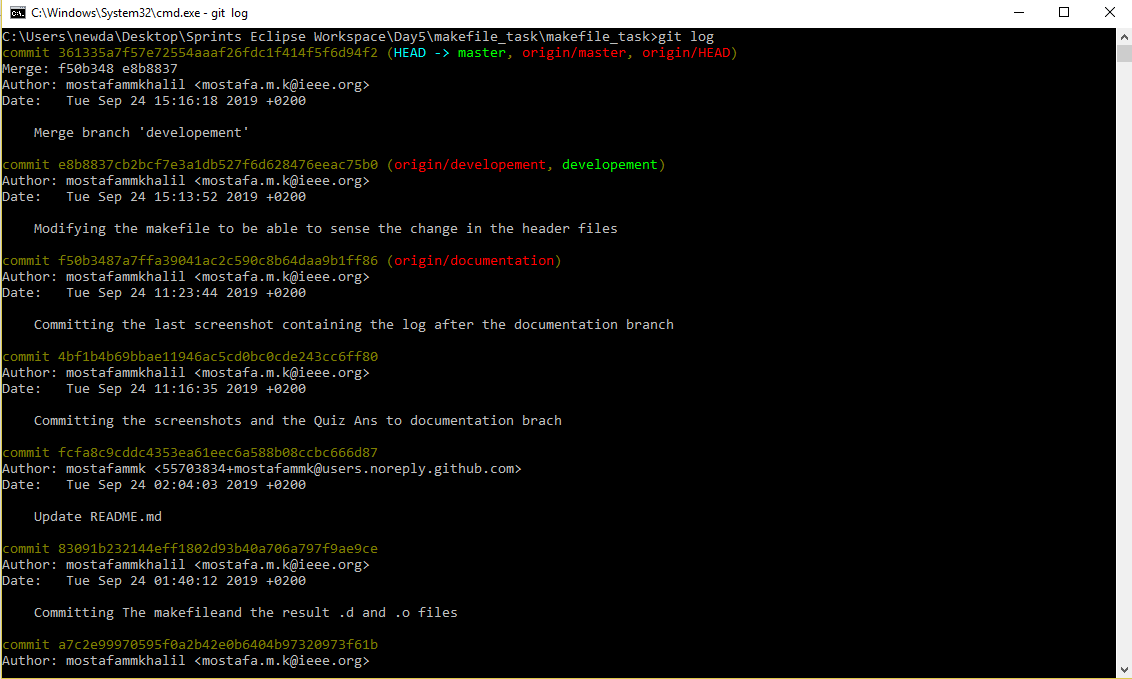 C:\Windows\System32\cmd.exe - git log
C:\Users\newda\Desktop\Sprints Eclipse Workspace\Day5\makefile_task\makefile_task>git log
commit 361335a7f57e72554aaaf26fdc1f414f5f6d94f2 (HEAD -> master, origin/master, origin/HEAD)
Merge: f50b348 e8b8837
Author: mostafammkhalil <mostafa.m.k@ieee.org>
Date:   Tue Sep 24 15:16:18 2019 +0200
Merge branch 'developement'
commit e8b8837cb2bcf7e3a1db527f6d628476eeac75b0 (origin/developement, developement)
Author: mostafammkhalil <mostafa.m.k@ieee.org>
Date:   Tue Sep 24 15:13:52 2019 +0200
Modifying the makefile to be able to sense the change in the header files
commit f50b3487a7ffa39041ac2c590c8b64daa9b1ff86 (origin/documentation)
Author: mostafammkhalil <mostafa.m.k@ieee.org>
Date:   Tue Sep 24 11:23:44 2019 +0200
Committing the last screenshot containing the log after the documentation branch
commit 4bf1b4b69bbae11946ac5cd0bc0cde243cc6ff80
Author: mostafammkhalil <mostafa.m.k@ieee.org>
Date:   Tue Sep 24 11:16:35 2019 +0200
Committing the screenshots and the Quiz Ans to documentation brach
commit fcfa8c9cddc4353ea61eec6a588b08ccbc666d87
Author: mostafammk <55703834+mostafammk@users.noreply.github.com>
Date:   Tue Sep 24 02:04:03 2019 +0200
Update README.md
commit 83091b232144eff1802d93b40a706a797f9ae9ce
Author: mostafammkhalil <mostafa.m.k@ieee.org>
Date:   Tue Sep 24 01:40:12 2019 +0200
Committing The makefileand the result .d and .o files
commit a7c2e99970595f0a2b42e0b6404b97320973f61b
Author: mostafammkhalil <mostafa.m.k@ieee.org>